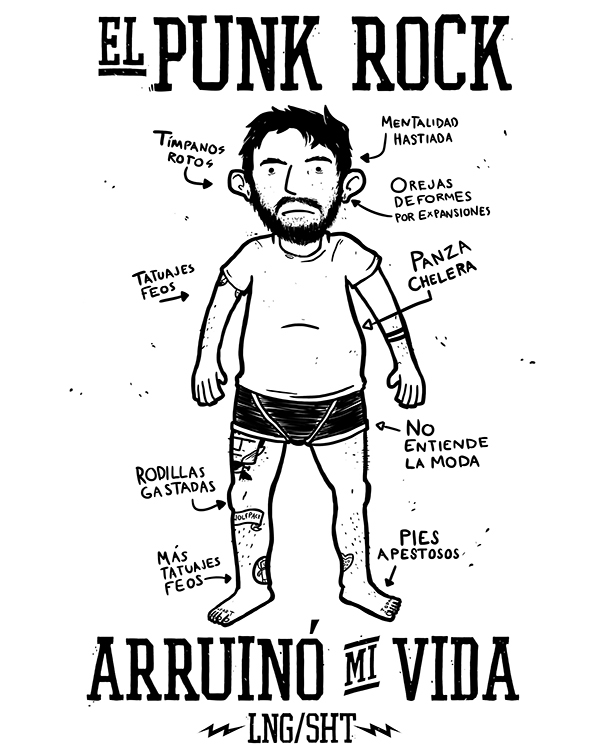 EL PUNK ROCK
TÍMPANOS
ROTOS
MENTALIDAD
HASTIADA
OREJAS
DEFORMES
POR EXPANSIONES
TATUAJES
FEOS
PANZA
CHELERA
NO
ENTIENDE
LA MODA
RODILLAS
GASTADAS
MÁS
TATUAJES
FEOS
PIES
APESTOSOS
ARRUINÓ MI VIDA
LNG/SHT